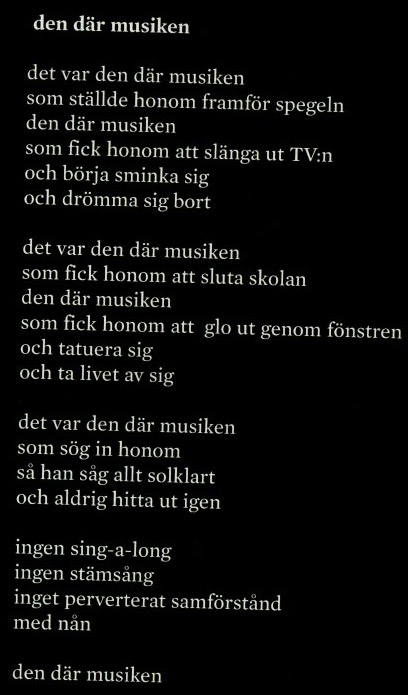 den där musiken
det var den där musiken
som ställde honom framför spegeln
den där musiken
som fick honom att slänga ut TV:n
och börja sminka sig
och drömma sig bort
det var den där musiken
som fick honom att sluta skolan
den där musiken
som fick honom att glo ut genom fönstren
och tatuera sig
och ta livet av sig
det var den där musiken
som sög in honom
så han såg allt solklart
och aldrig hitta ut igen
ingen sing-a-long
ingen stämsång
inget perverterat samförstånd
med nån
den där musiken